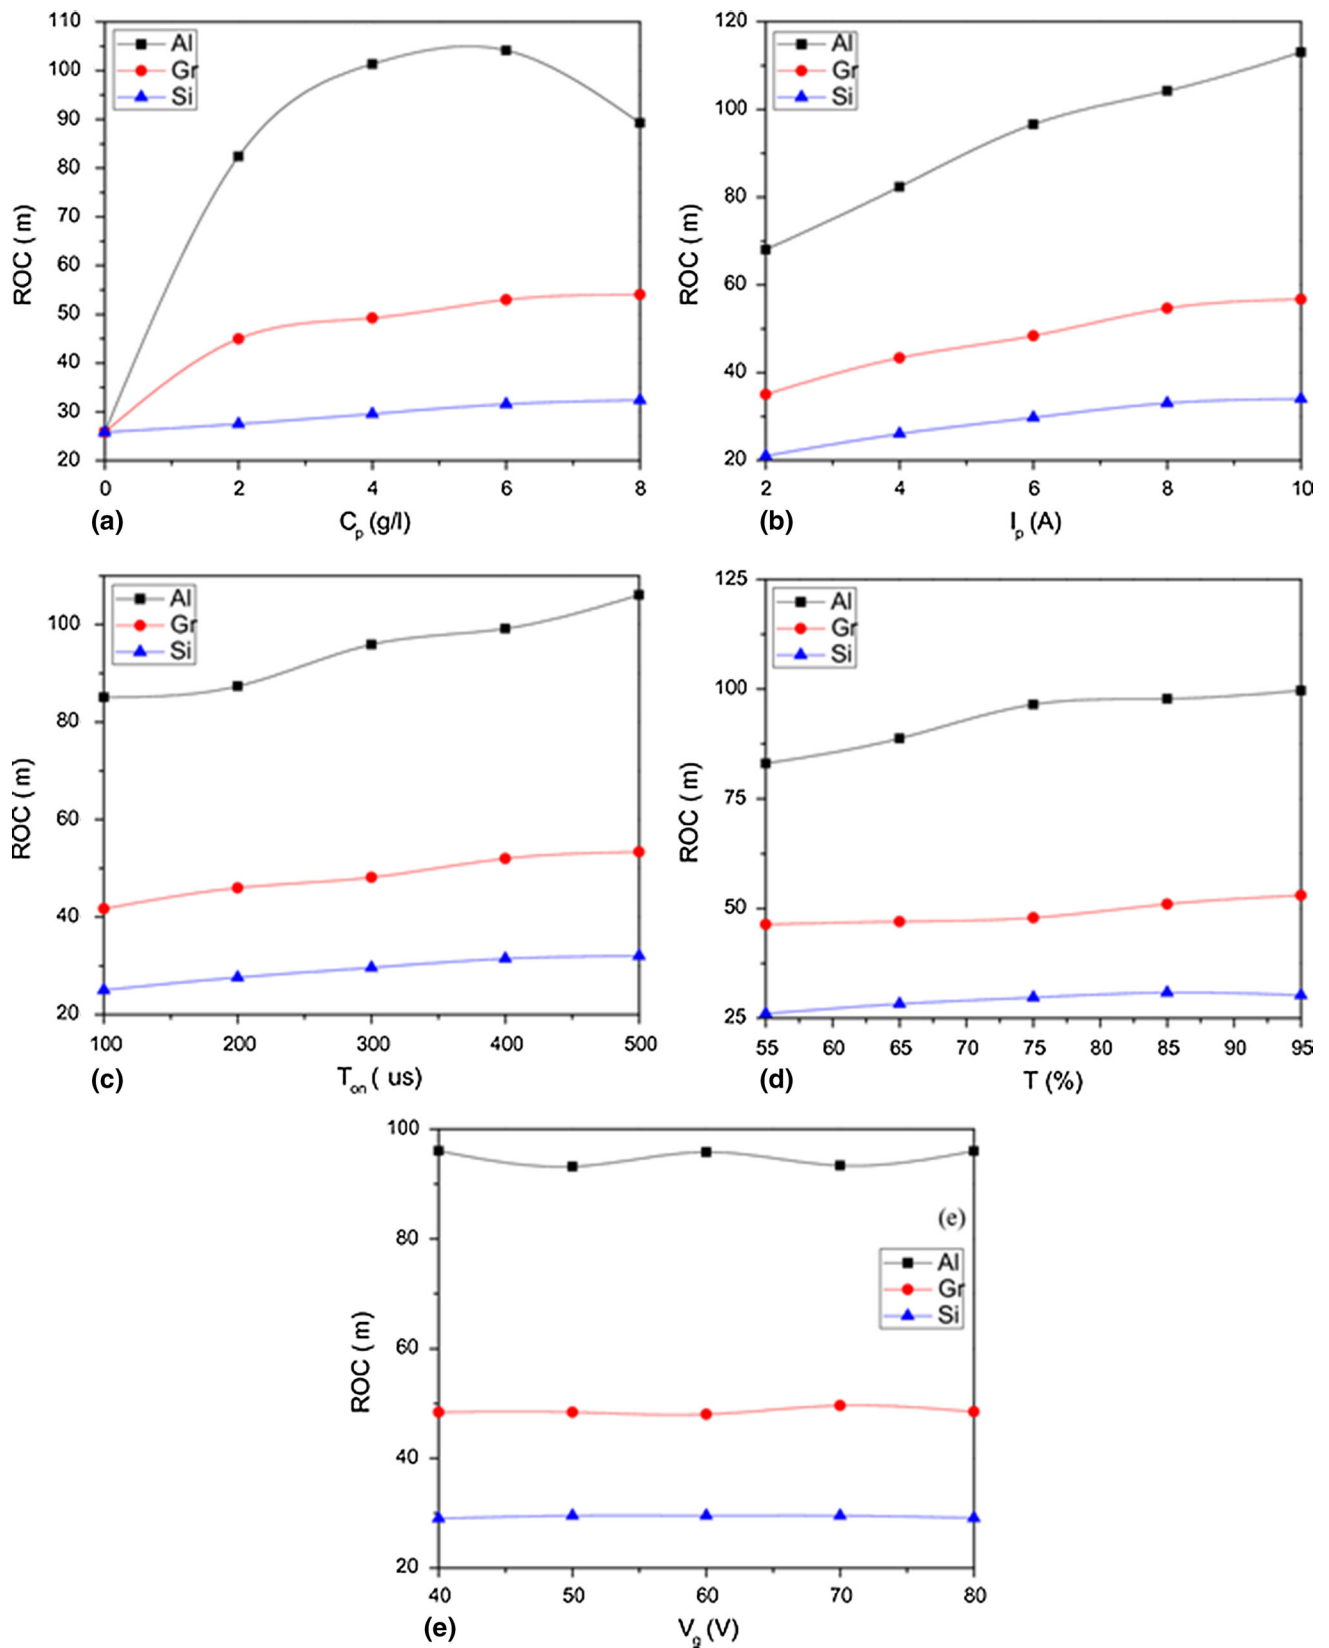 110
100
90
80
70
60
50
40
30
20
ROC ( m)
Al
Gr
Si
0 2 4 6 8
(a) Cp (g/l)
120
100
80
60
40
20
ROC ( m)
Al
Gr
Si
2 4 6 8 10
(b) Ip (A)
100
80
60
40
20
ROC ( m)
Al
Gr
Si
100 200 300 400 500
(c) Ton ( us)
125
100
75
50
25
ROC ( m)
Al
Gr
Si
55 60 65 70 75 80 85 90 95
(d) T (%)
100
80
60
40
20
ROC ( m)
(e)
Al
Gr
Si
40 50 60 70 80
(e) Vg (V)